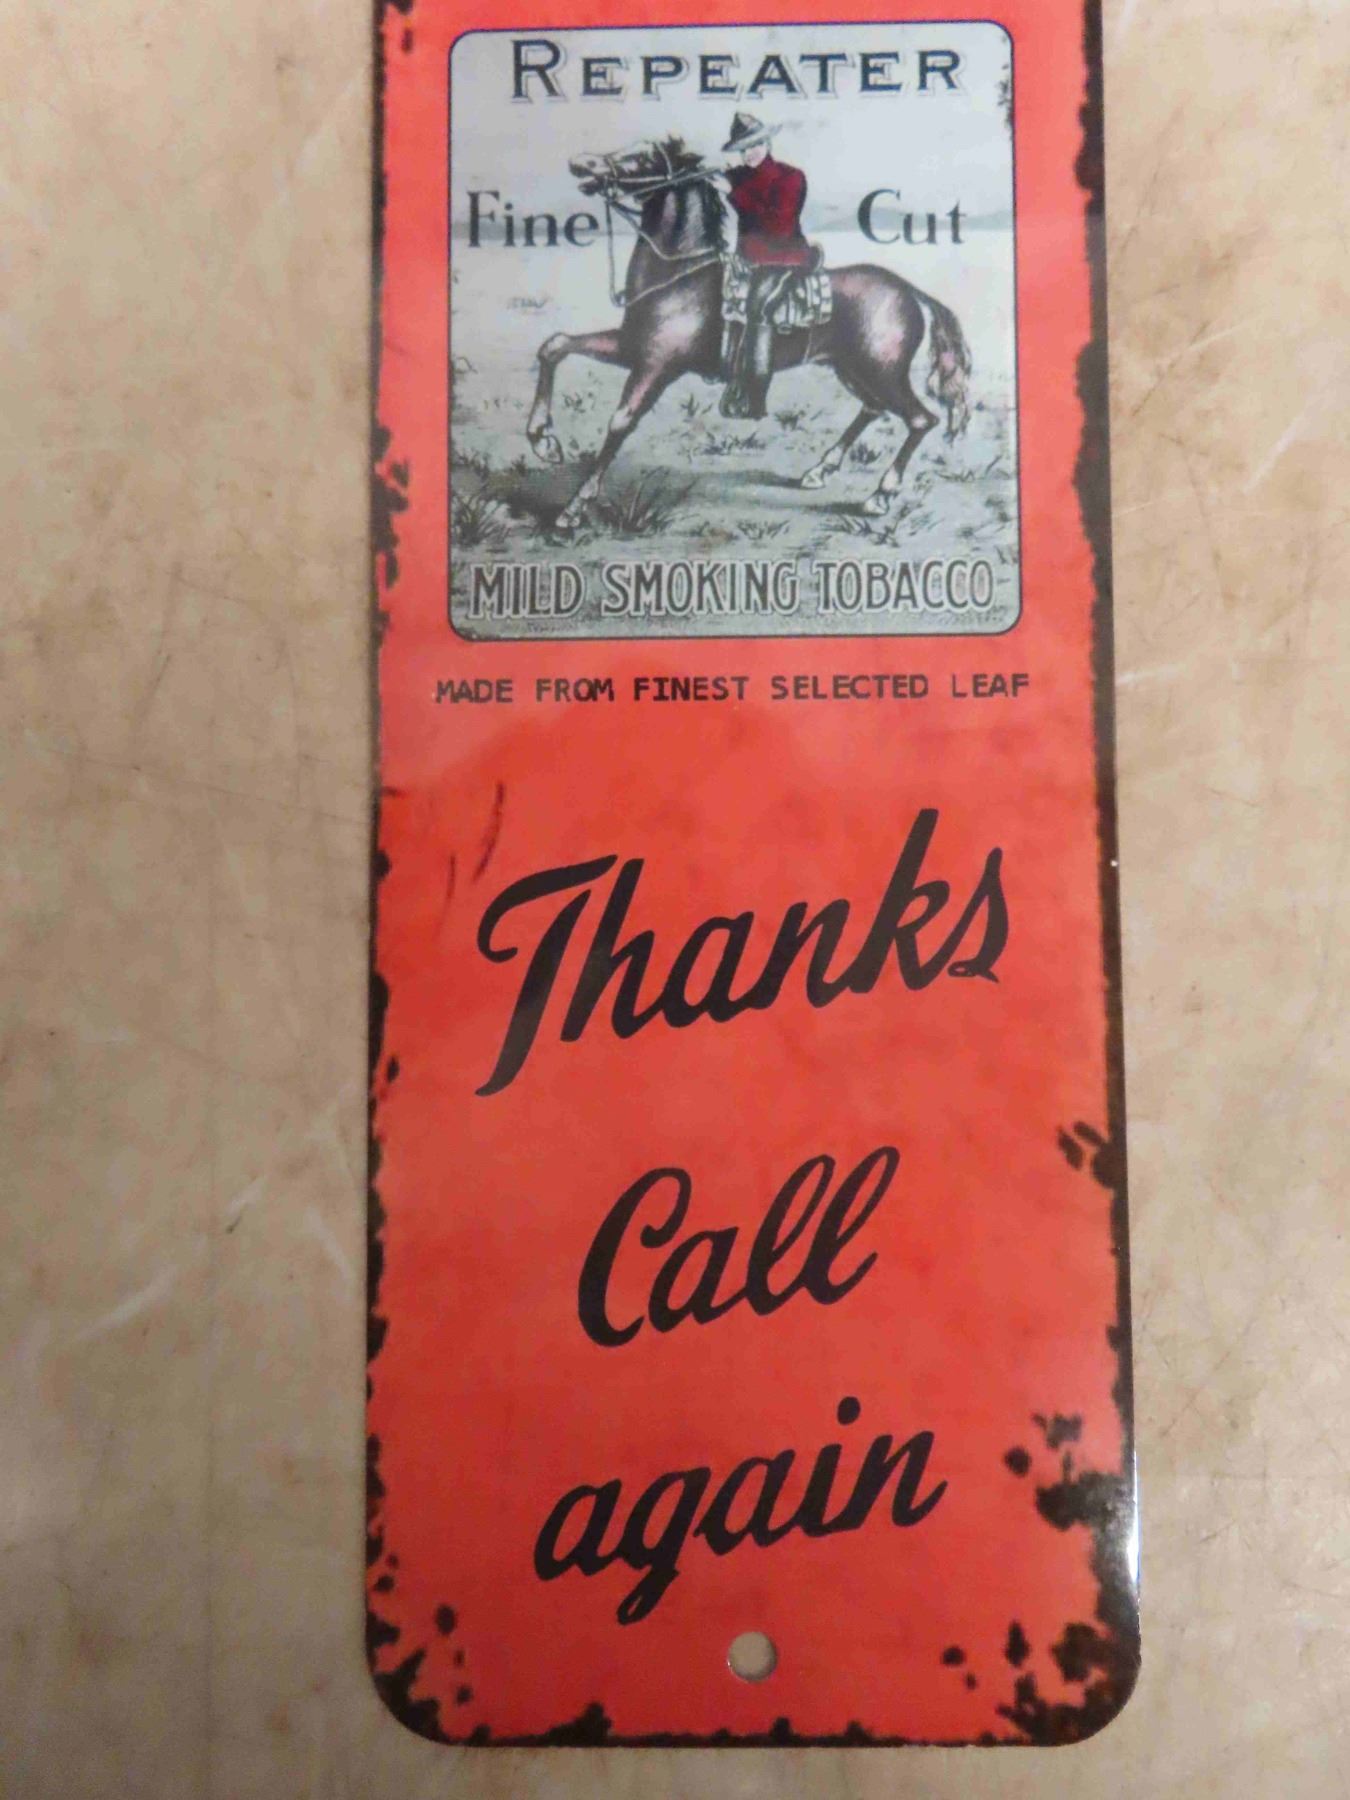 REPEATER
Fine Cut
MILD SMOKING TOBACCO
MADE FROM FINEST SELECTED LEAF
Thanks
Call
again